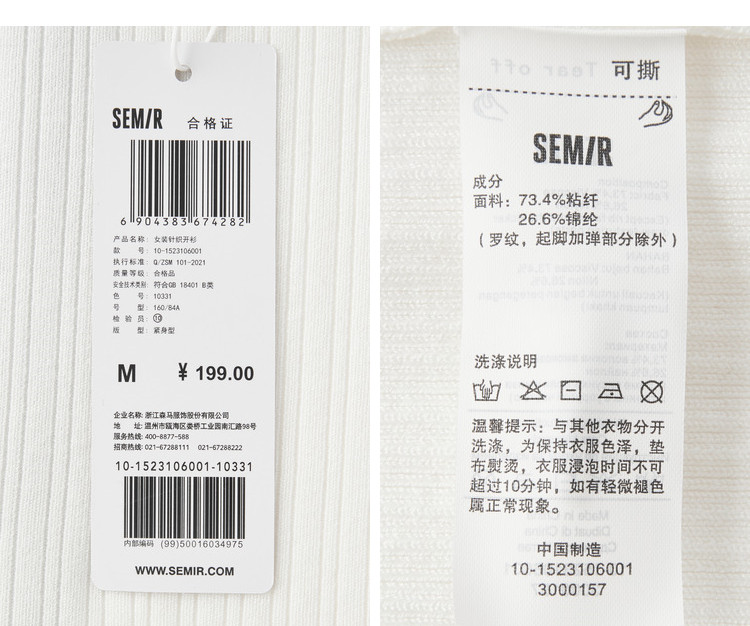 SEMIR 合格证
6 904383 674282
产品名称: 女装针织开衫
款 号: 10-1523106001
执行标准: Q/ZSM 101-2021
质量等级: 合格品
安全技术类别: 符合GB 18401 B类
色 号: 10331
号 型: 160/84A
检 验 员: ⑩
版 型: 紧身型
M ¥ 199.00
企业名称: 浙江森马服饰股份有限公司
地 址: 温州市瓯海区娄桥工业园南汇路98号
服务热线: 400-8877-588
招商热线: 021-67288111 021-67288222
10-1523106001-10331
内部编码 (99)50016034975
WWW.SEMIR.COM
Tear off 可撕
SEMIR
成分
面料: 73.4%粘纤
26.6%锦纶
(罗纹，起脚加弹部分除外)
洗涤说明
温馨提示: 与其他衣物分开
洗涤，为保持衣服色泽，垫
布熨烫，衣服浸泡时间不可
超过10分钟，如有轻微褪色
属正常现象。
中国制造
10-1523106001
3000157